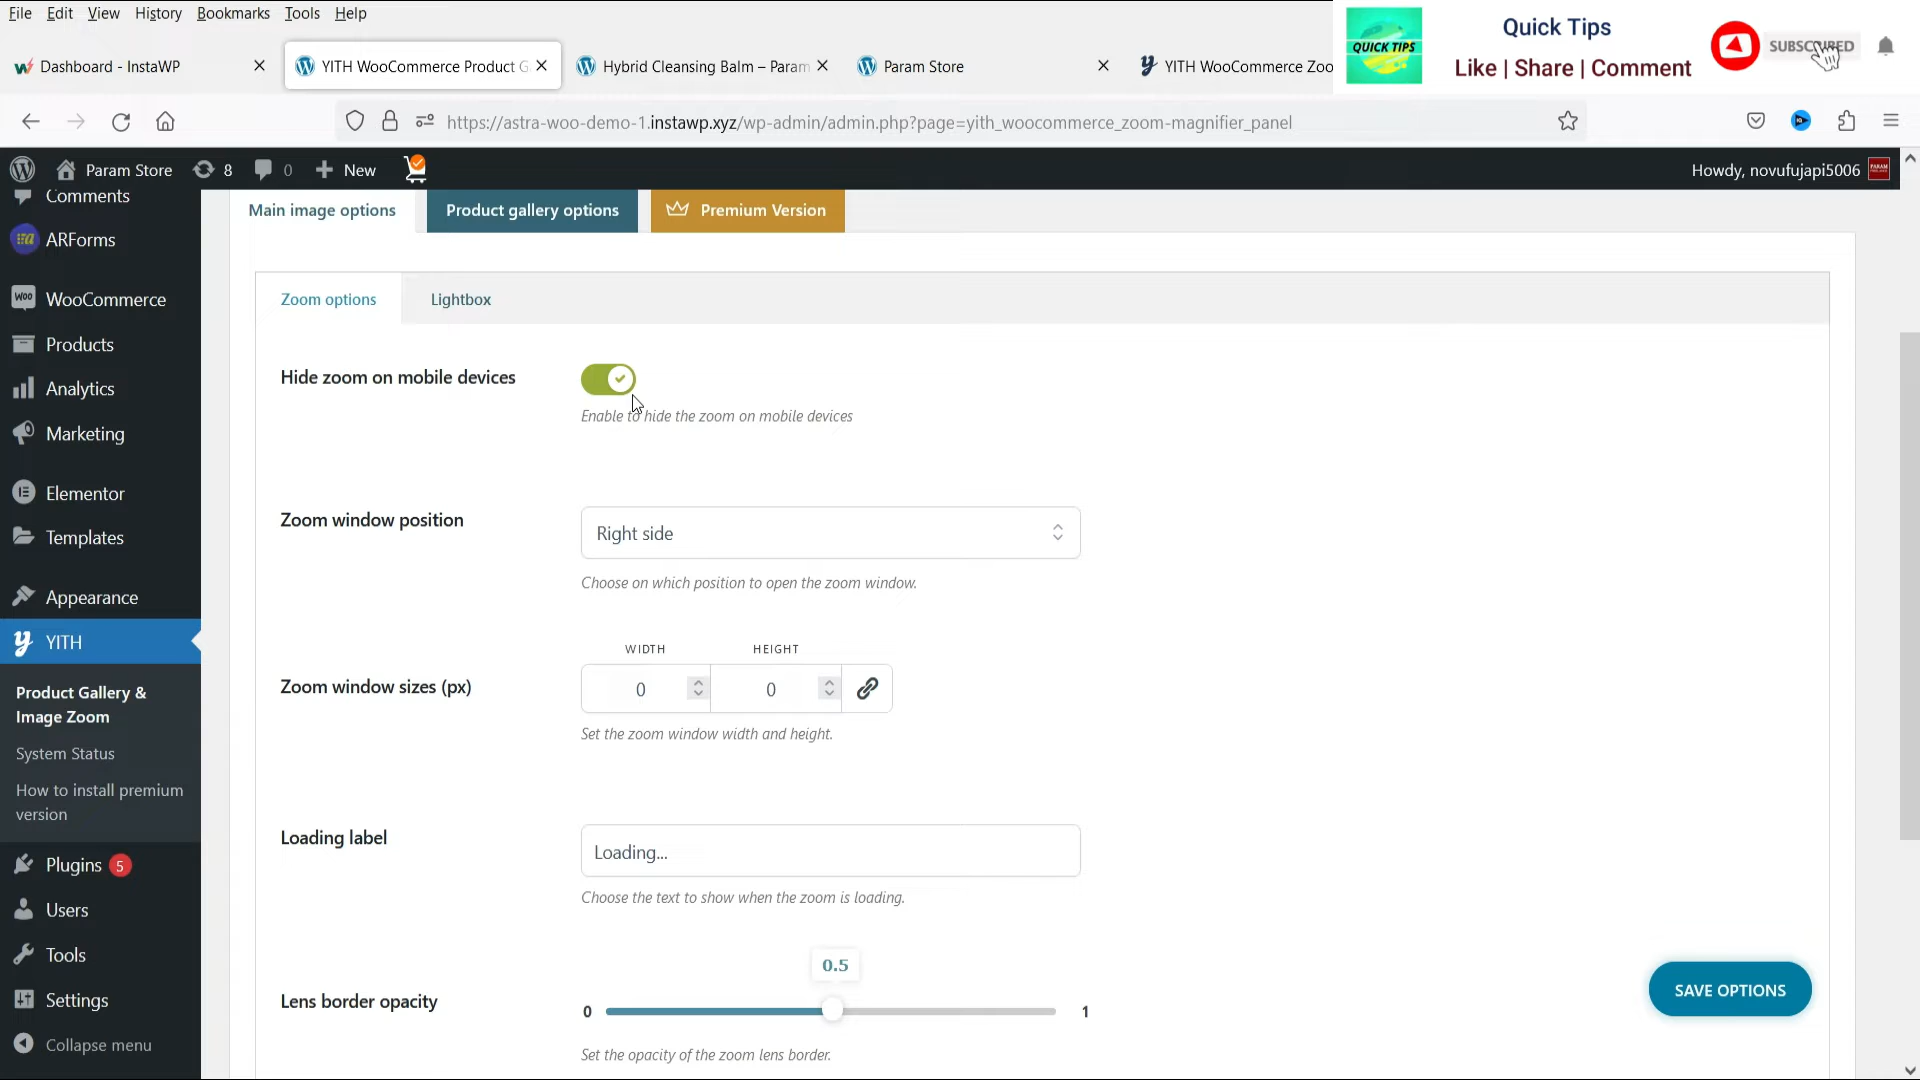 File Edit View History Bookmarks Tools Help
QUICK TIPS
Quick Tips
Like | Share | Comment
SUBSCRIBED
Dashboard - InstaWP
YITH WooCommerce Product G
Hybrid Cleansing Balm – Param
Param Store
YITH WooCommerce Zoo
https://astra-woo-demo-1.instawp.xyz/wp-admin/admin.php?page=yith_woocommerce_zoom-magnifier_panel
Param Store 8 0 New
Howdy, novufujapi5006
Comments
ARForms
WooCommerce
Products
Analytics
Marketing
Elementor
Templates
Appearance
YITH
Product Gallery &
Image Zoom
System Status
How to install premium
version
Plugins 5
Users
Tools
Settings
Collapse menu
Main image options
Product gallery options
Premium Version
Zoom options
Lightbox
Hide zoom on mobile devices
Enable to hide the zoom on mobile devices
Zoom window position
Right side
Choose on which position to open the zoom window.
WIDTH HEIGHT
Zoom window sizes (px)
0 0
Set the zoom window width and height.
Loading label
Loading...
Choose the text to show when the zoom is loading.
0.5
Lens border opacity
0 1
Set the opacity of the zoom lens border.
SAVE OPTIONS